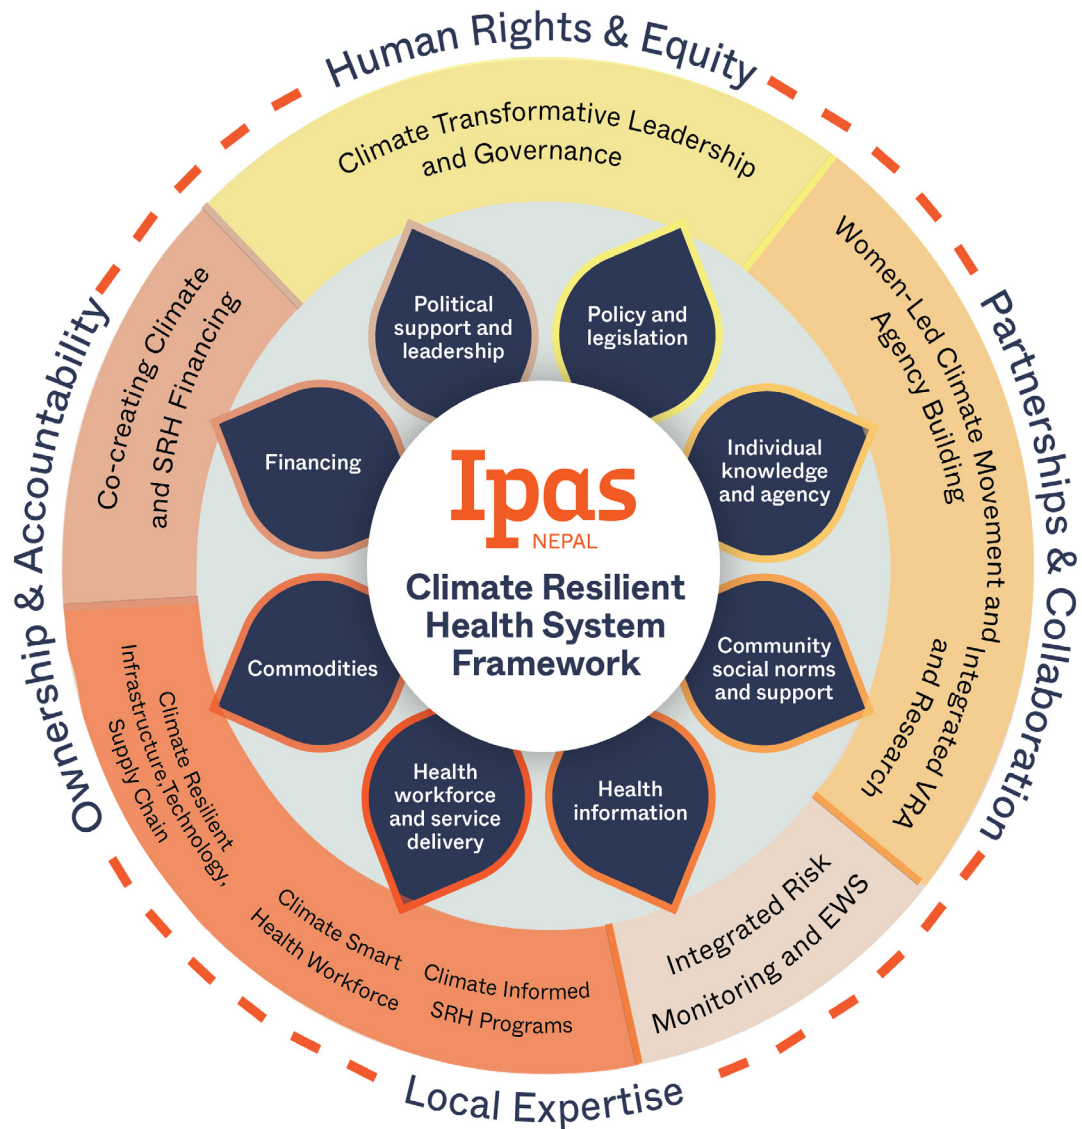 Human Rights & Equity
Climate Transformative Leadership
and Governance
Women-Led Climate Movement and
Agency Building
Integrated VRA
and Research
Partnerships & Collaboration
Integrated Risk
Monitoring and EWS
Local Expertise
Climate Informed
SRH Programs
Climate Smart
Health Workforce
Climate Resilient
Infrastructure,Technology,
Supply Chain
Ownership & Accountability
Co-creating Climate
and SRH Financing
Political
support and
leadership
Policy and
legislation
Individual
knowledge
and agency
Community
social norms
and support
Health
information
Health
workforce
and service
delivery
Commodities
Financing
Ipas
NEPAL
Climate Resilient
Health System
Framework